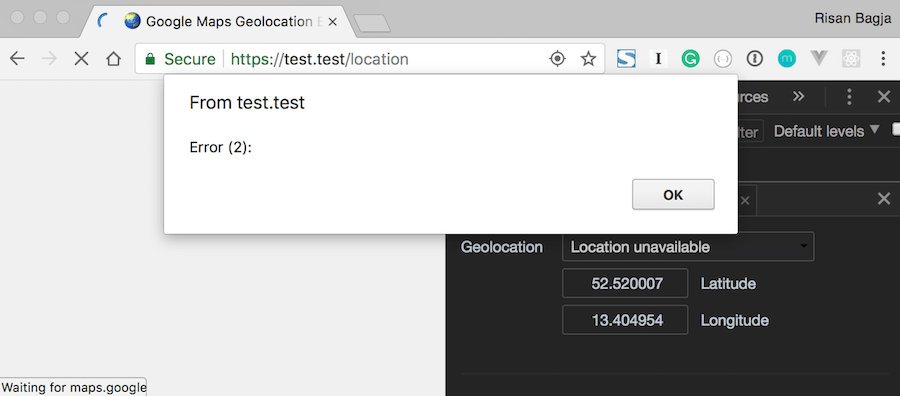 Google Maps Geolocation E
Risan Bagja
Secure https://test.test/location
From test.test
Error (2):
OK
urces
lter Default levels
Geolocation Location unavailable
52.520007 Latitude
13.404954 Longitude
Waiting for maps.google